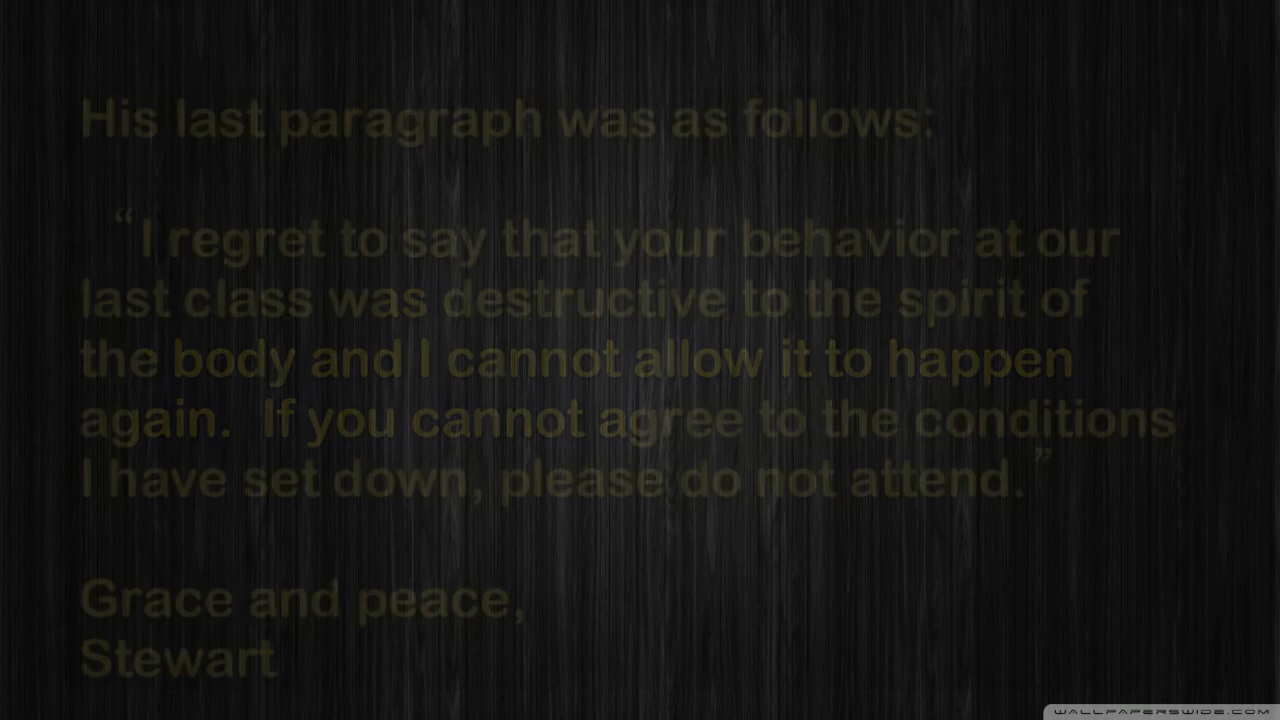 His last paragraph was as follows:
“I regret to say that your behavior at our
last class was destructive to the spirit of
the body and I cannot allow it to happen
again.  If you cannot agree to the conditions
I have set down, please do not attend.”
Grace and peace,
Stewart
WALLPAPERSWIDE.COM